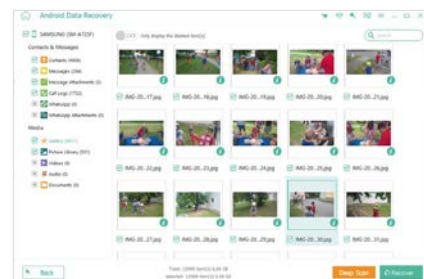 Android Data Recovery
SAMSUNG (SM-A725F)
OFF Only display the deleted item(s)
Search
Contacts & Messages
Contacts
Messages
Message Attachments (0)
Call Logs (1752)
WhatsApp (0)
WhatsApp Attachments (0)
Media
Gallery
Picture Library
Videos (0)
Audio (0)
Documents (0)
IMG-20...17.jpg IMG-20...18.jpg IMG-20...19.jpg IMG-20...20.jpg IMG-20...21.jpg
IMG-20...22.jpg IMG-20...23.jpg IMG-20...24.jpg IMG-20...25.jpg IMG-20...26.jpg
IMG-20...27.jpg IMG-20...28.jpg IMG-20...29.jpg IMG-20...30.jpg IMG-20...31.jpg
Back
Deep Scan
Recover